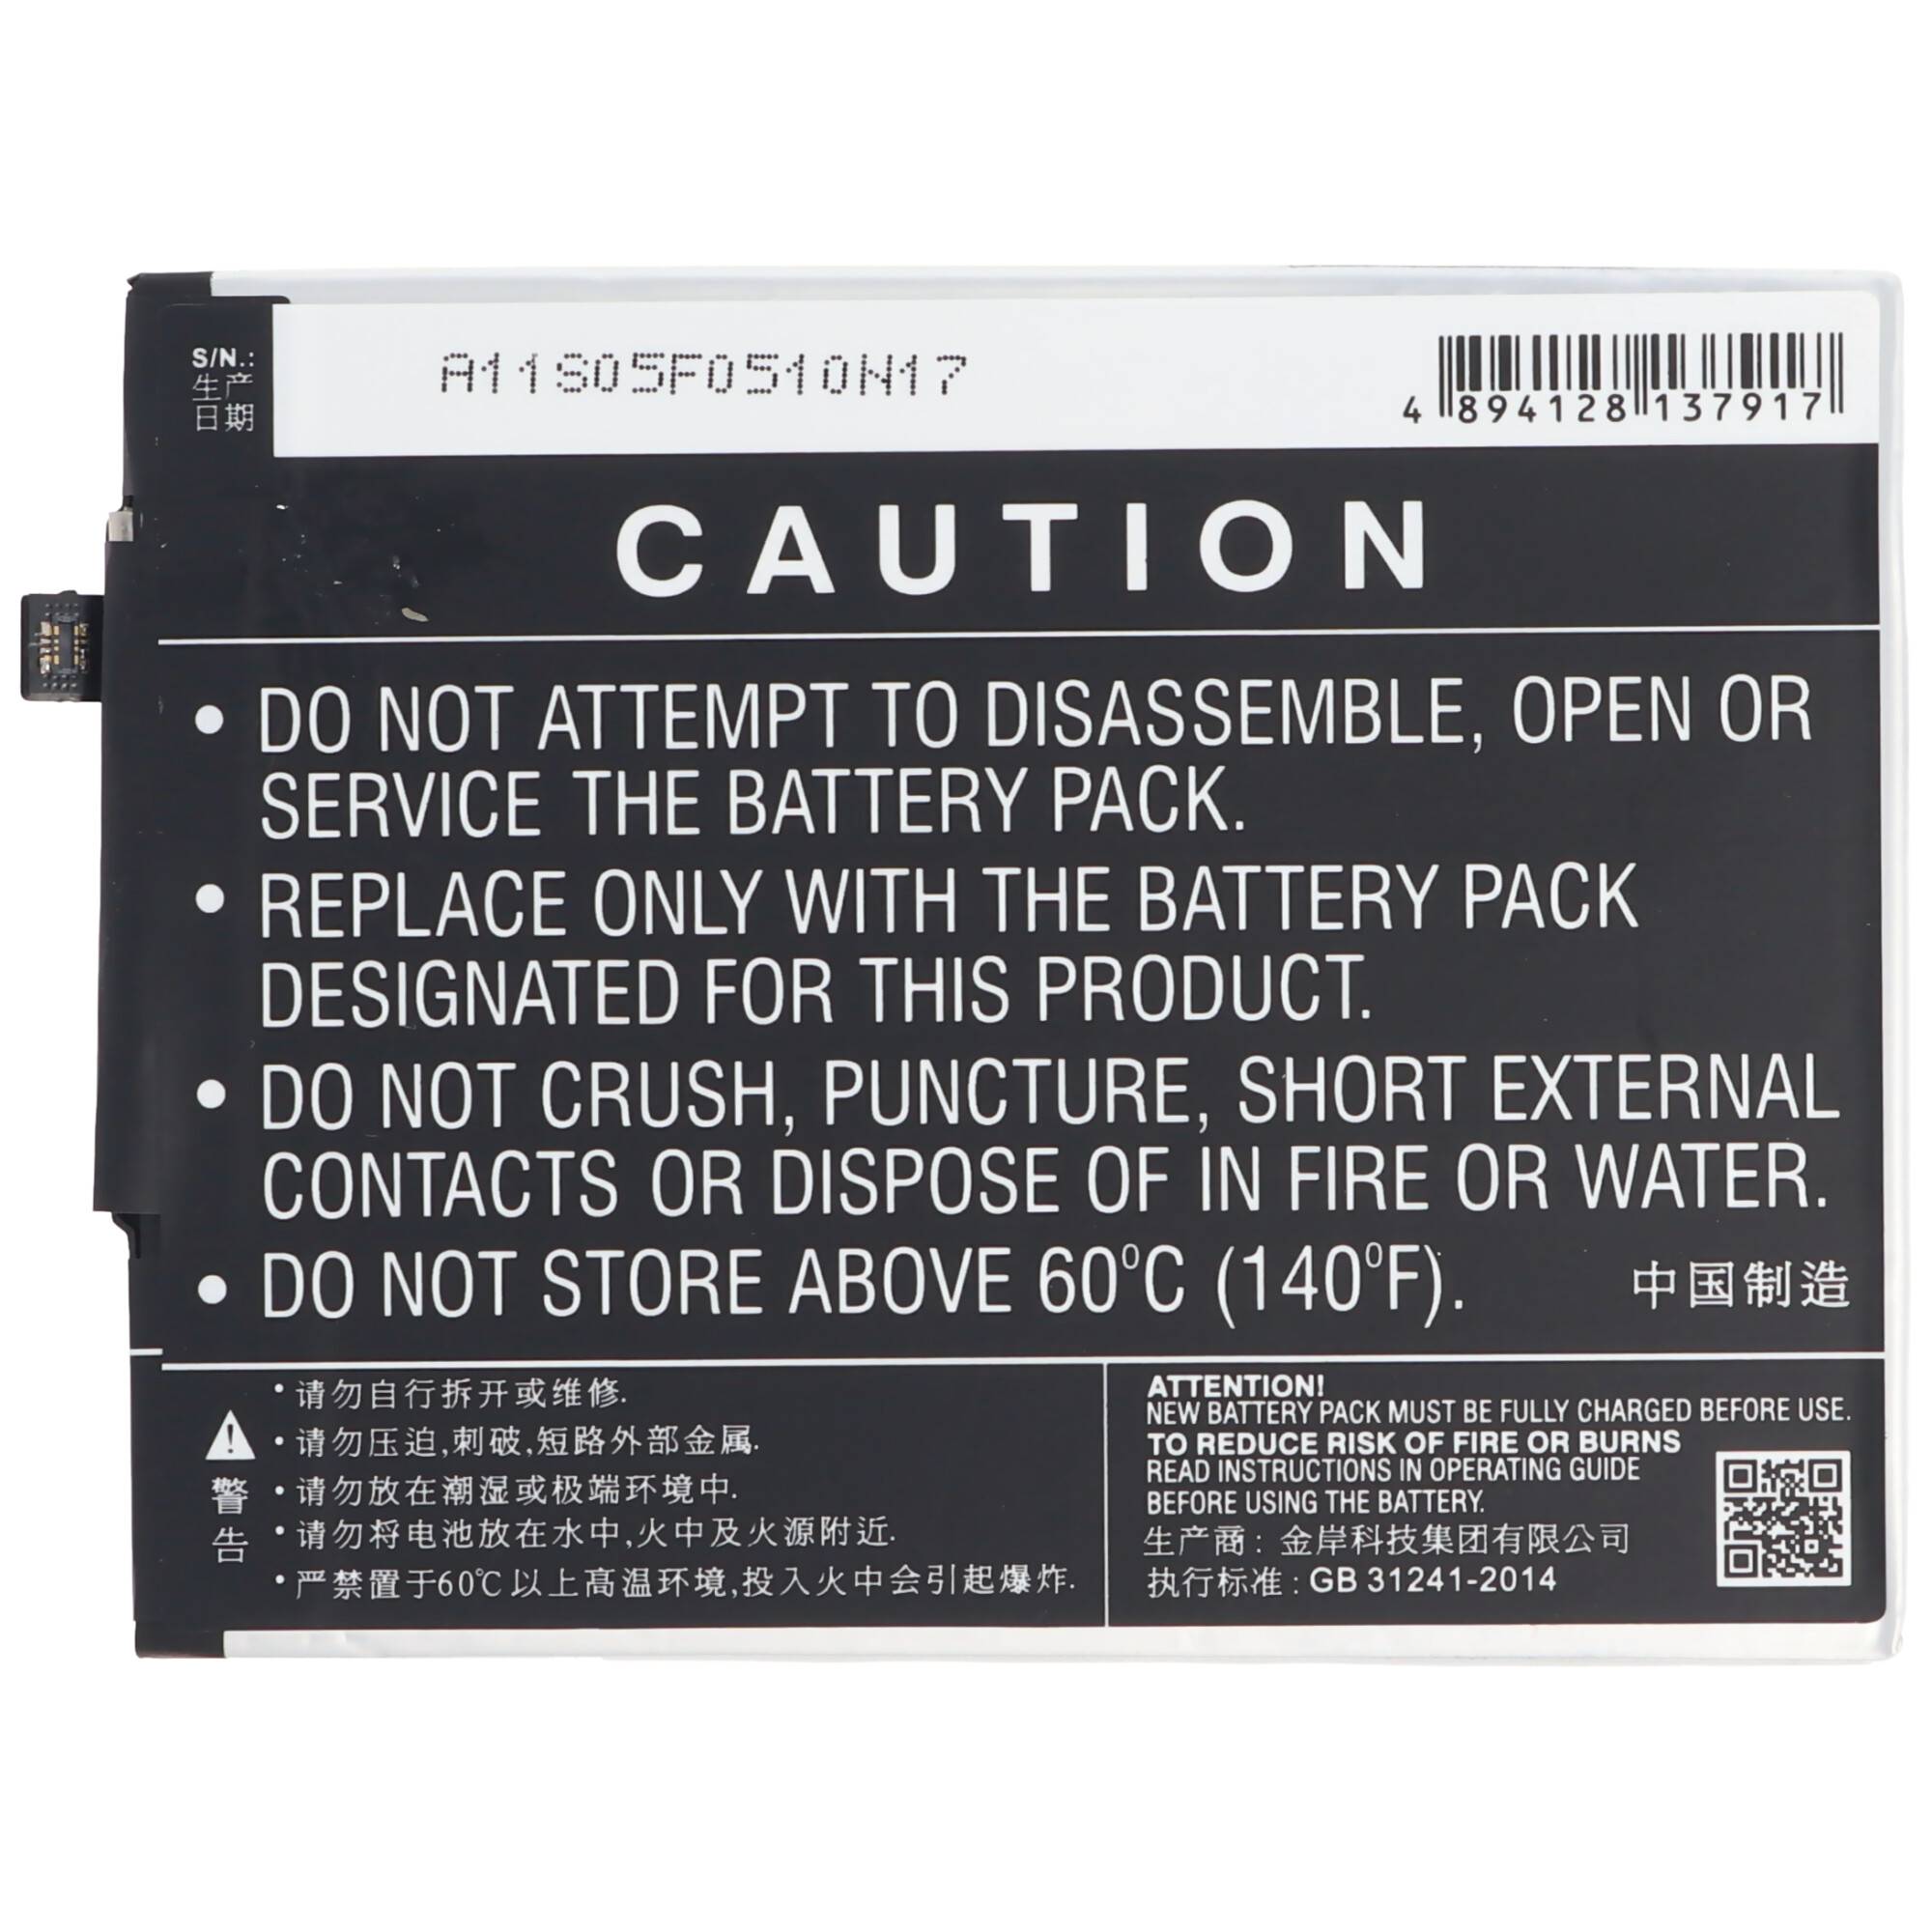 S/N.:
生产
日期
A11S05F0510N17
4 894128 137917
CAUTION
• DO NOT ATTEMPT TO DISASSEMBLE, OPEN OR
SERVICE THE BATTERY PACK.
• REPLACE ONLY WITH THE BATTERY PACK
DESIGNATED FOR THIS PRODUCT.
• DO NOT CRUSH, PUNCTURE, SHORT EXTERNAL
CONTACTS OR DISPOSE OF IN FIRE OR WATER.
• DO NOT STORE ABOVE 60°C (140°F).
中国制造
警告
•请勿自行拆开或维修.
•请勿压迫,刺破,短路外部金属.
•请勿放在潮湿或极端环境中.
•请勿将电池放在水中,火中及火源附近.
•严禁置于60℃以上高温环境,投入火中会引起爆炸.
ATTENTION!
NEW BATTERY PACK MUST BE FULLY CHARGED BEFORE USE.
TO REDUCE RISK OF FIRE OR BURNS
READ INSTRUCTIONS IN OPERATING GUIDE
BEFORE USING THE BATTERY.
生产商: 金岸科技集团有限公司
执行标准: GB 31241-2014